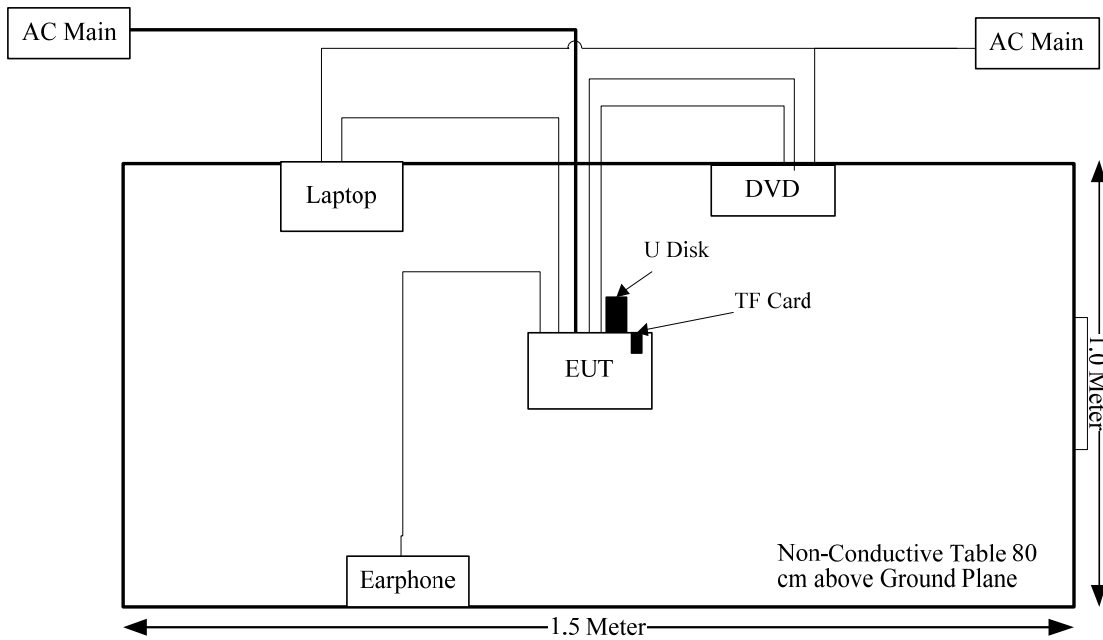 AC Main
AC Main
Laptop
DVD
U Disk
TF Card
EUT
1.0 Meter
Non-Conductive Table 80
cm above Ground Plane
Earphone
1.5 Meter